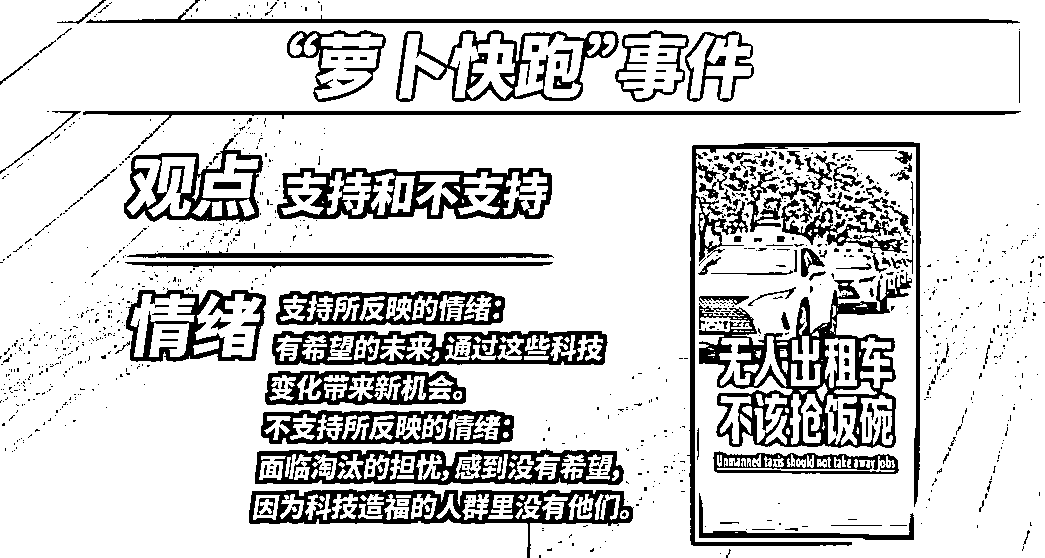 “萝卜快跑”事件
观点 支持和不支持
情绪 支持所反映的情绪：
有希望的未来，通过这些科技
变化带来新机会。
不支持所反映的情绪：
面临淘汰的担忧，感到没有希望，
因为科技造福的人群里没有他们。
无人出租车
不该抢饭碗
Unmanned taxis should not take away jobs